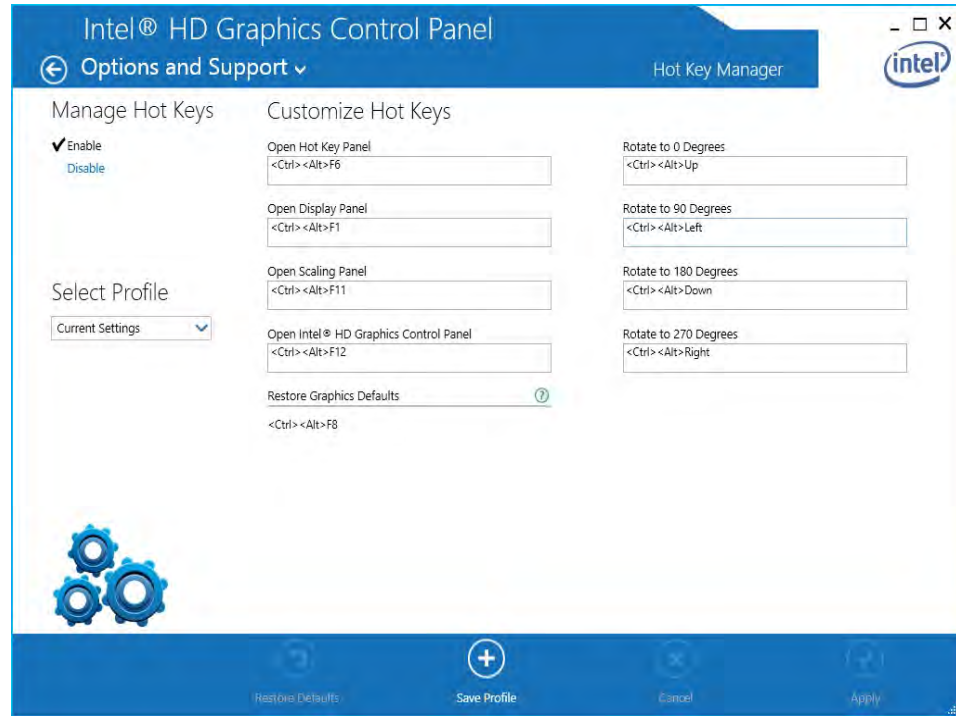 Intel® HD Graphics Control Panel
Options and Support
Hot Key Manager
intel
Manage Hot Keys
Enable
Disable
Select Profile
Current Settings
Customize Hot Keys
Open Hot Key Panel
<Ctrl><Alt>F6
Open Display Panel
<Ctrl><Alt>F1
Open Scaling Panel
<Ctrl><Alt>F11
Open Intel® HD Graphics Control Panel
<Ctrl><Alt>F12
Restore Graphics Defaults
?
<Ctrl><Alt>F8
Rotate to 0 Degrees
<Ctrl><Alt>Up
Rotate to 90 Degrees
<Ctrl><Alt>Left
Rotate to 180 Degrees
<Ctrl><Alt>Down
Rotate to 270 Degrees
<Ctrl><Alt>Right
Restore Defaults
Save Profile
Cancel
Apply